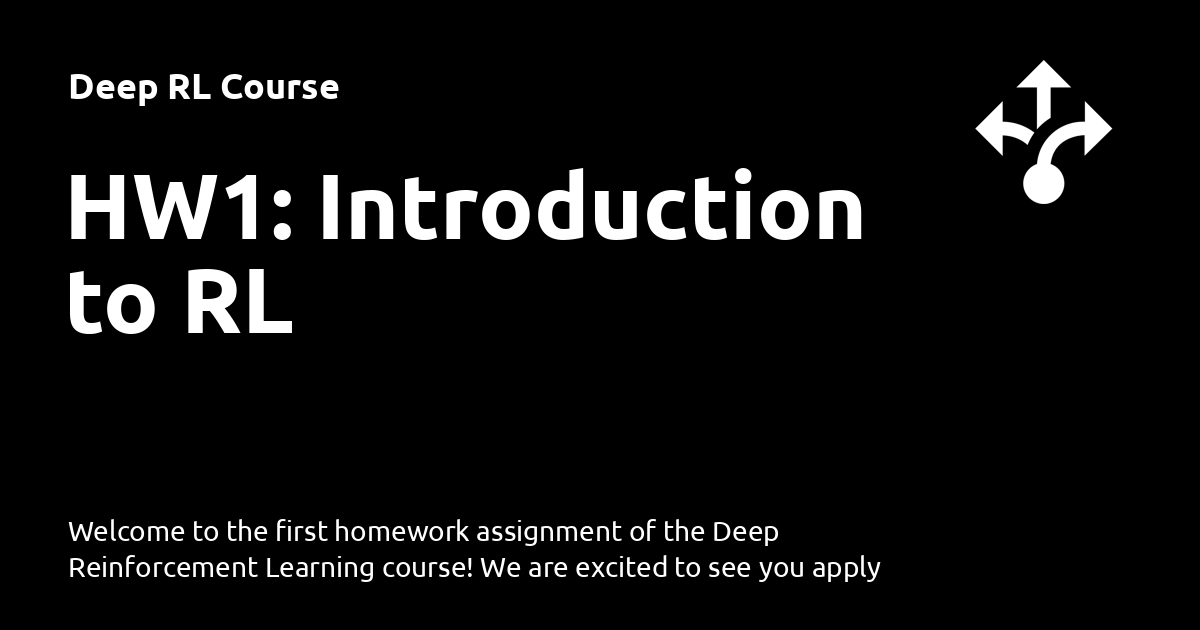 Deep RL Course
HW1: Introduction
to RL
Welcome to the first homework assignment of the Deep
Reinforcement Learning course! We are excited to see you apply